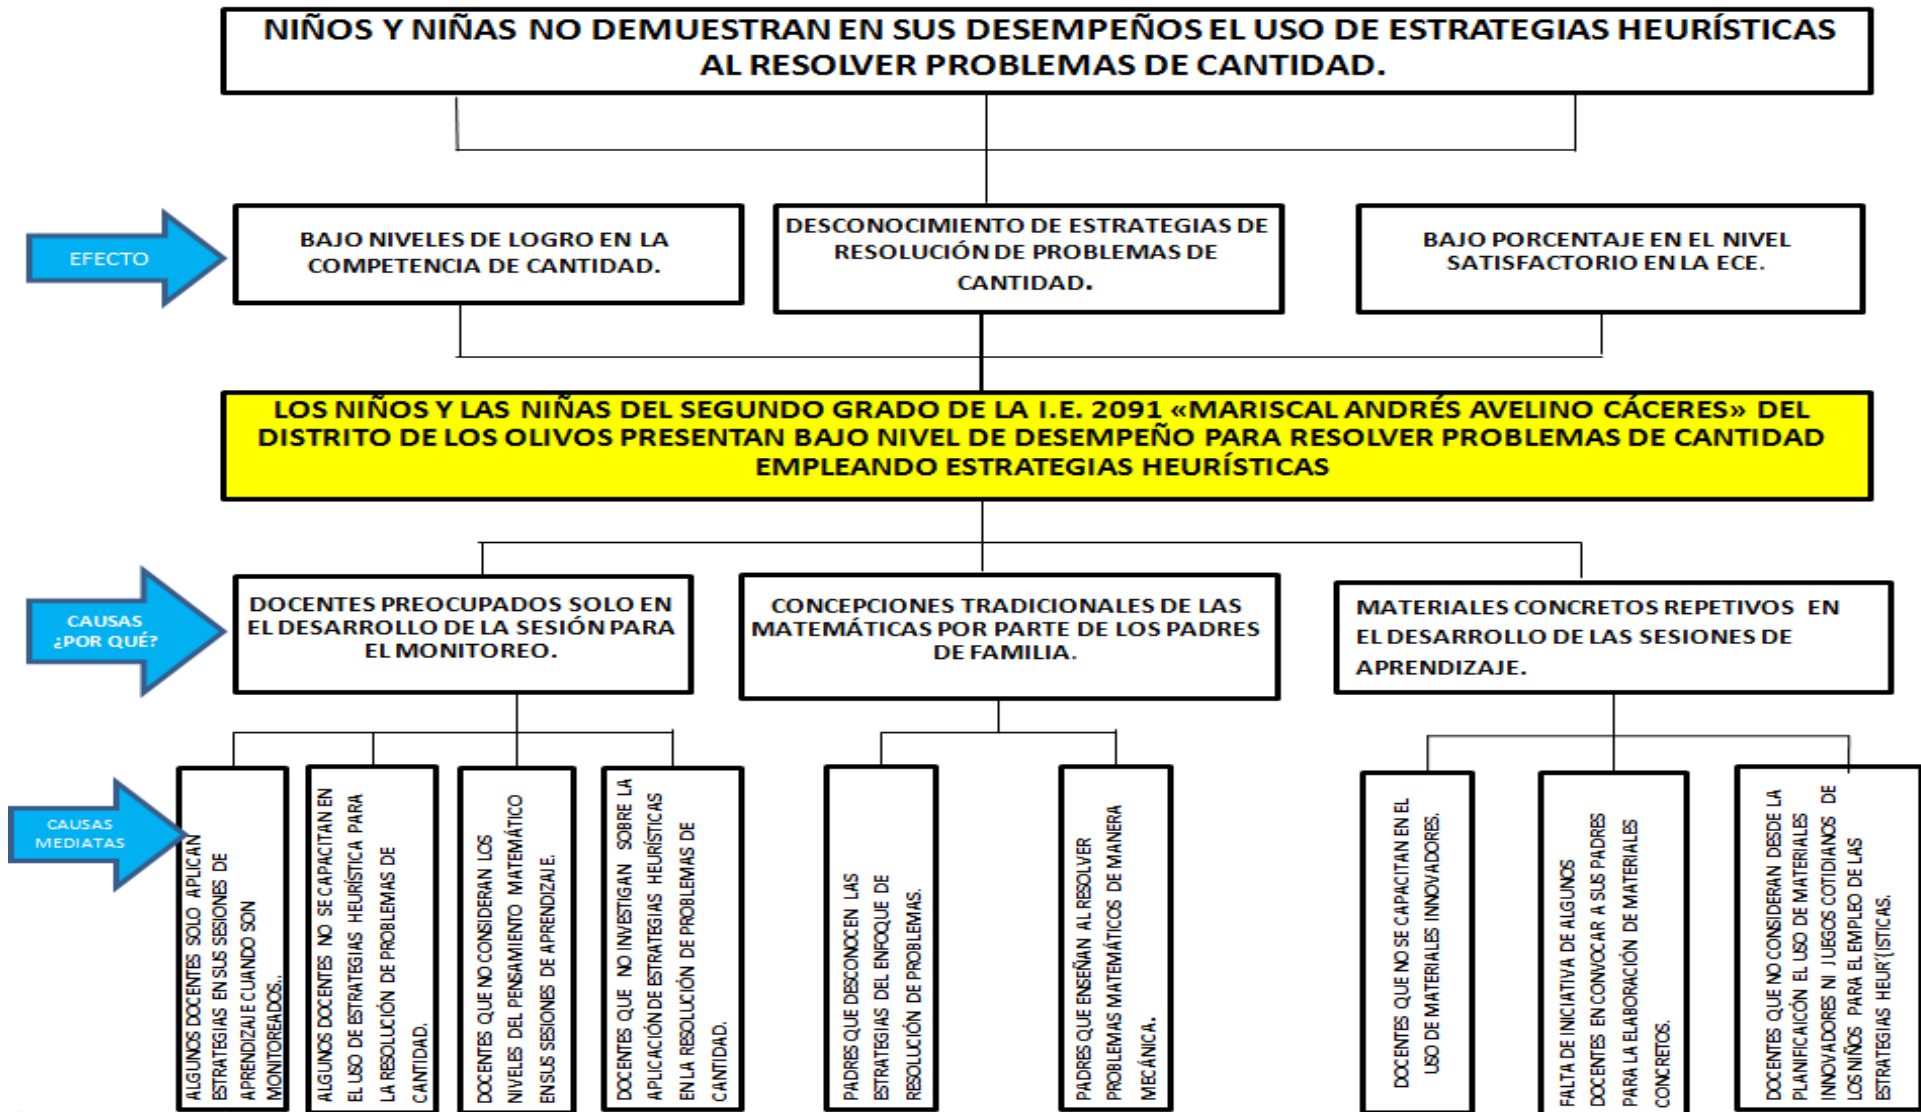 NIÑOS Y NIÑAS NO DEMUESTRAN EN SUS DESEMPEÑOS EL USO DE ESTRATEGIAS HEURÍSTICAS
AL RESOLVER PROBLEMAS DE CANTIDAD.
EFECTO
BAJO NIVELES DE LOGRO EN LA
COMPETENCIA DE CANTIDAD.
DESCONOCIMIENTO DE ESTRATEGIAS DE
RESOLUCIÓN DE PROBLEMAS DE
CANTIDAD.
BAJO PORCENTAJE EN EL NIVEL
SATISFACTORIO EN LA ECE.
LOS NIÑOS Y LAS NIÑAS DEL SEGUNDO GRADO DE LA I.E. 2091 «MARISCAL ANDRÉS AVELINO CÁCERES» DEL
DISTRITO DE LOS OLIVOS PRESENTAN BAJO NIVEL DE DESEMPEÑO PARA RESOLVER PROBLEMAS DE CANTIDAD
EMPLEANDO ESTRATEGIAS HEURÍSTICAS
CAUSAS
¿POR QUÉ?
DOCENTES PREOCUPADOS SOLO EN
EL DESARROLLO DE LA SESIÓN PARA
EL MONITOREO.
CONCEPCIONES TRADICIONALES DE LAS
MATEMÁTICAS POR PARTE DE LOS PADRES
DE FAMILIA.
MATERIALES CONCRETOS REPETIVOS EN
EL DESARROLLO DE LAS SESIONES DE
APRENDIZAJE.
CAUSAS
MEDIATAS
ALGUNOS DOCENTES SOLO APLICAN
ESTRATEGIAS EN SUS SESIONES DE
APRENDIZAJE CUANDO SON
MONITOREADOS..
ALGUNOS DOCENTES NO SE CAPACITAN EN
EL USO DE ESTRATEGIAS HEURÍSTICA PARA
LA RESOLUCIÓN DE PROBLEMAS DE
CANTIDAD.
DOCENTES QUE NO CONSIDERAN LOS
NIVELES DEL PENSAMIENTO MATEMÁTICO
EN SUS SESIONES DE APRENDIZAJE.
DOCENTES QUE NO INVESTIGAN SOBRE LA
APLICACIÓN DE ESTRATEGIAS HEURÍSTICAS
EN LA RESOLUCIÓN DE PROBLEMAS DE
CANTIDAD.
PADRES QUE DESCONOCEN LAS
ESTRATEGIAS DEL ENFOQUE DE
RESOLUCIÓN DE PROBLEMAS.
PADRES QUE ENSEÑAN AL RESOLVER
PROBLEMAS MATEMÁTICOS DE MANERA
MECÁNICA.
DOCENTES QUE NO SE CAPACITAN EN EL
USO DE MATERIALES INNOVADORES.
FALTA DE INICIATIVA DE ALGUNOS
DOCENTES EN CONVOCAR A SUS PADRES
PARA LA ELABORACIÓN DE MATERIALES
CONCRETOS.
DOCENTES QUE NO CONSIDERAN DESDE LA
PLANIFICAICÓN EL USO DE MATERIALES
INNOVADORES NI JUEGOS COTIDIANOS DE
LOS NIÑOS PARA EL EMPLEO DE LAS
ESTRATEGIAS HEUR'{ISTICAS.